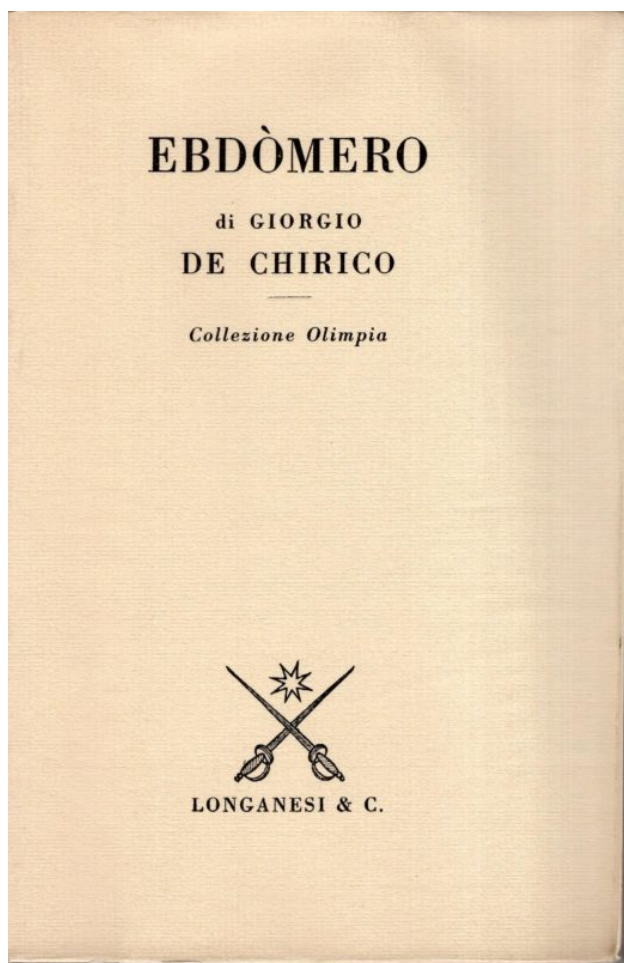 EBDÒMERO
di GIORGIO
DE CHIRICO
Collezione Olimpia
LONGANESI & C.